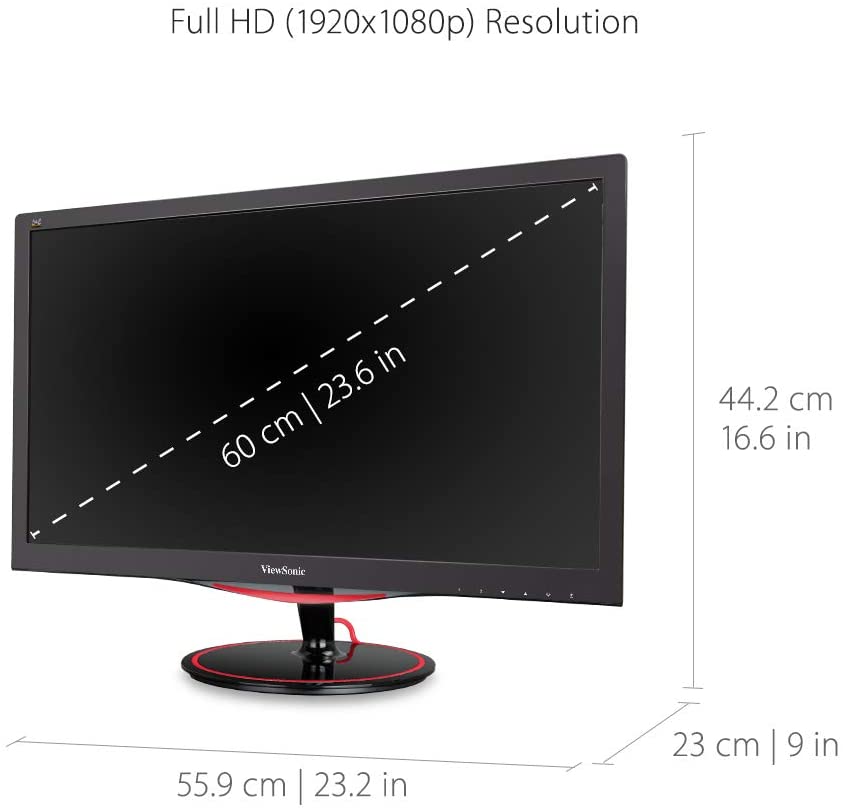 Full HD (1920x1080p) Resolution
60 cm | 23.6 in
44.2 cm
16.6 in
ViewSonic
23 cm | 9 in
55.9 cm | 23.2 in